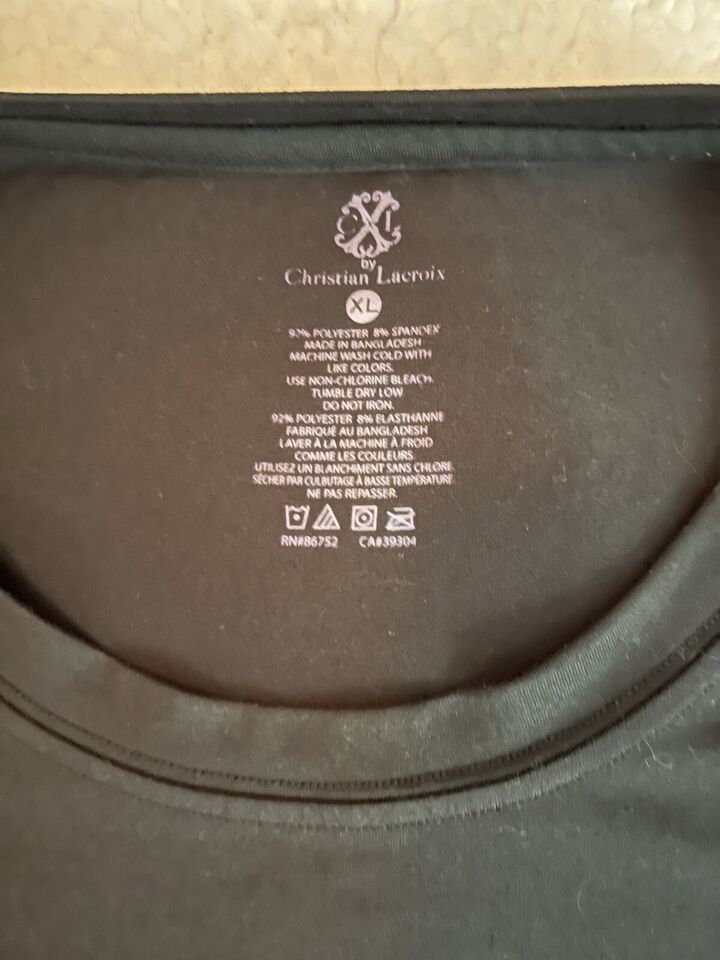 CXL
by
Christian Lacroix
XL
92% POLYESTER 8% SPANDEX
MADE IN BANGLADESH
MACHINE WASH COLD WITH
LIKE COLORS.
USE NON-CHLORINE BLEACH.
TUMBLE DRY LOW
DO NOT IRON.
92% POLYESTER 8% ELASTHANNE
FABRIQUÉ AU BANGLADESH
LAVER À LA MACHINE À FROID
COMME LES COULEURS
UTILISEZ UN BLANCHIMENT SANS CHLORE
SÉCHER PAR CULBUTAGE À BASSE TEMPÉRATURE
NE PAS REPASSER.
RN#86752 CA#39304